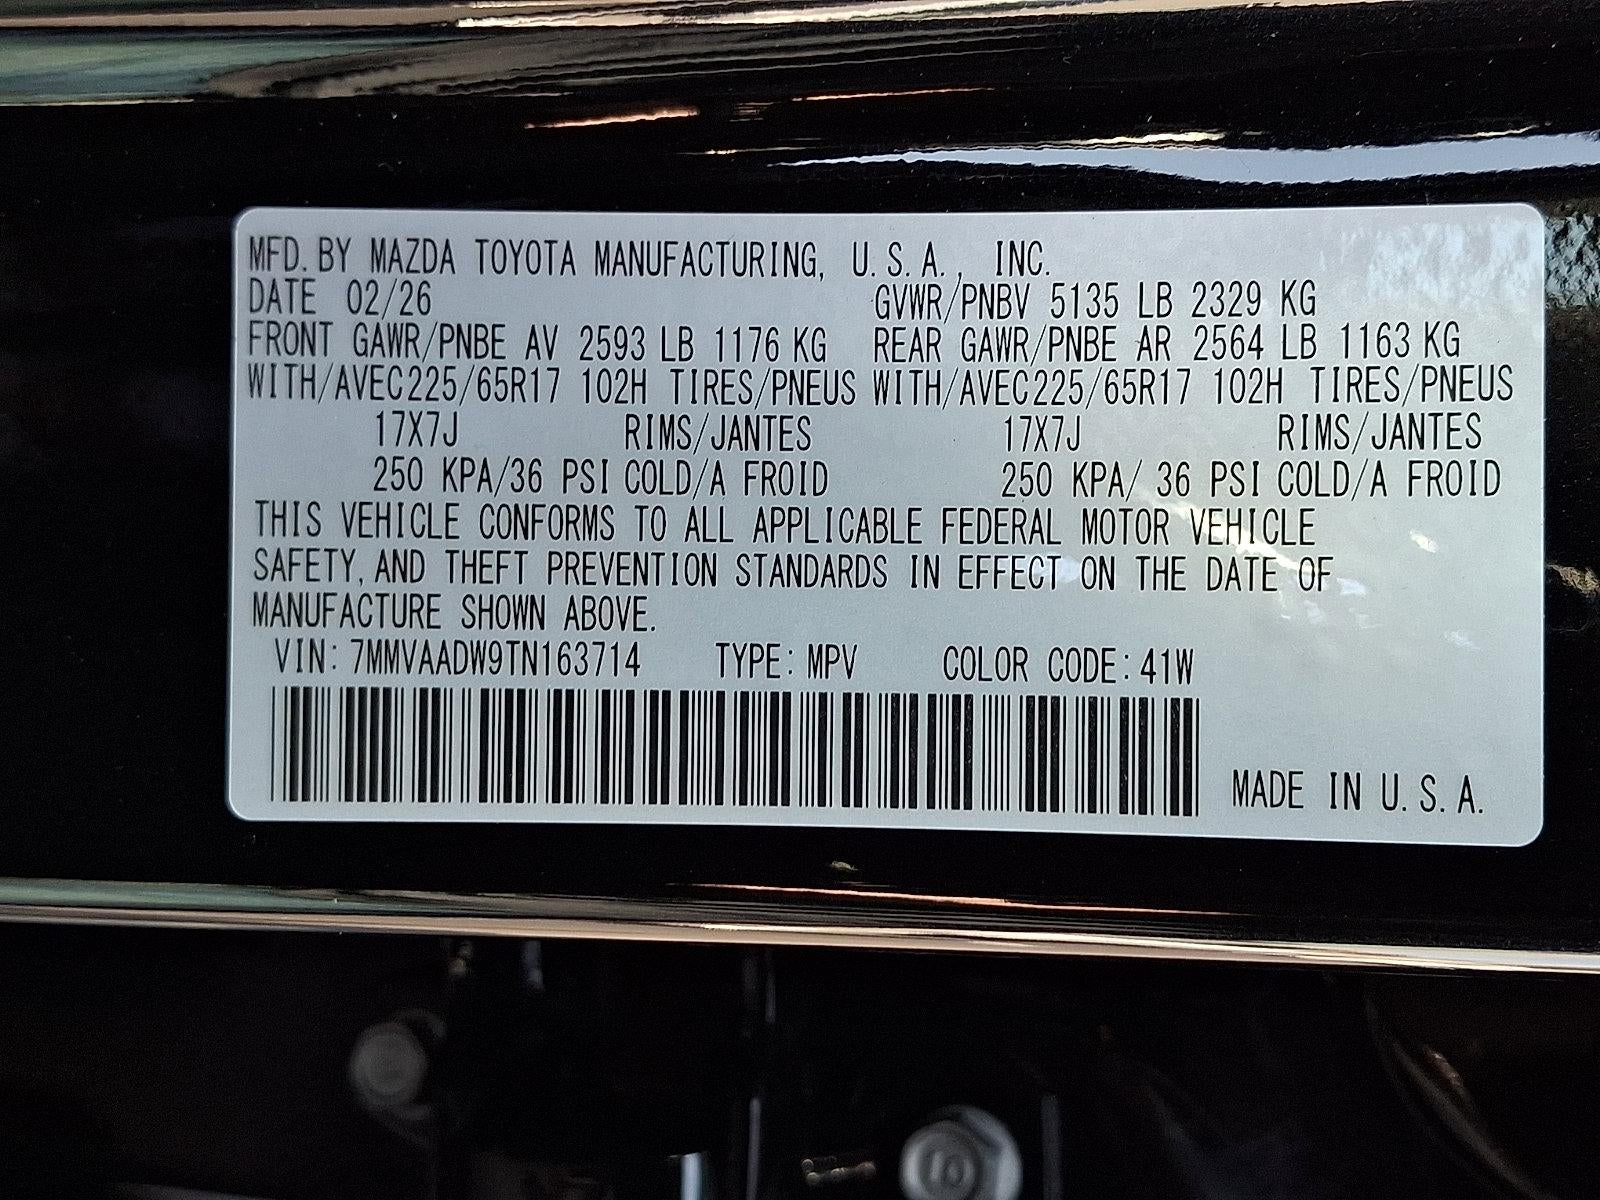 MFD. BY MAZDA TOYOTA MANUFACTURING, U.S.A., INC.
DATE 02/26 GVWR/PNBV 5135 LB 2329 KG
FRONT GAWR/PNBE AV 2593 LB 1176 KG REAR GAWR/PNBE AR 2564 LB 1163 KG
WITH/AVEC225/65R17 102H TIRES/PNEUS WITH/AVEC225/65R17 102H TIRES/PNEUS
17X7J RIMS/JANTES 17X7J RIMS/JANTES
250 KPA/36 PSI COLD/A FROID 250 KPA/ 36 PSI COLD/A FROID
THIS VEHICLE CONFORMS TO ALL APPLICABLE FEDERAL MOTOR VEHICLE
SAFETY, AND THEFT PREVENTION STANDARDS IN EFFECT ON THE DATE OF
MANUFACTURE SHOWN ABOVE.
VIN: 7MMVAADW9TN163714 TYPE: MPV COLOR CODE: 41W
MADE IN U.S.A.
10